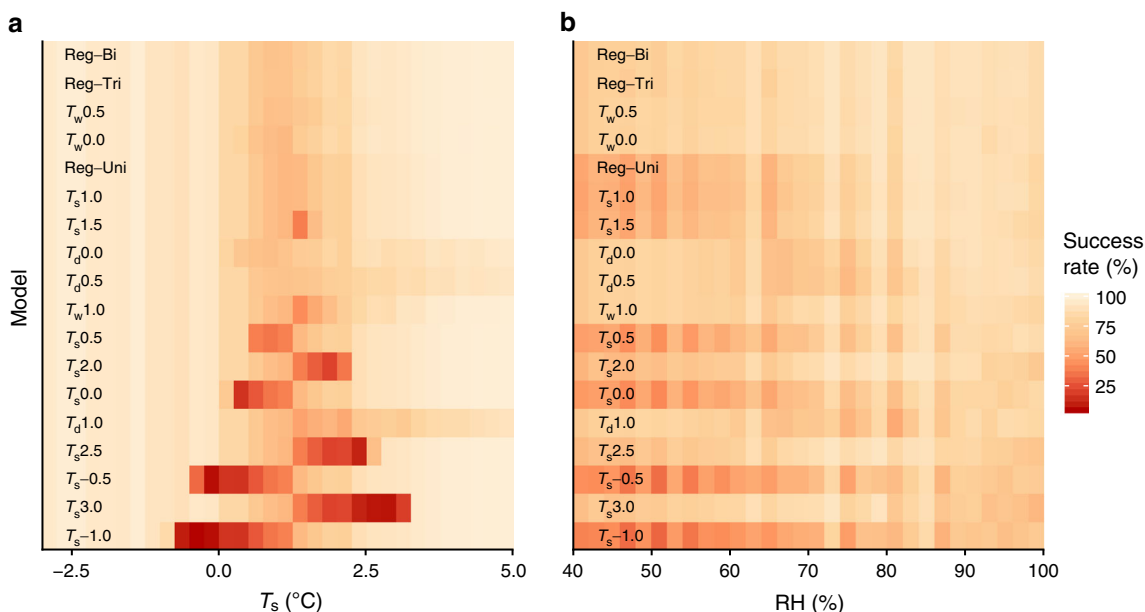 a
b
Model
Reg–Bi
Reg–Tri
Tw0.5
Tw0.0
Reg–Uni
Ts1.0
Ts1.5
Td0.0
Td0.5
Tw1.0
Ts0.5
Ts2.0
Ts0.0
Td1.0
Ts2.5
Ts−0.5
Ts3.0
Ts−1.0
−2.5 0.0 2.5 5.0
Ts (°C)
Reg–Bi
Reg–Tri
Tw0.5
Tw0.0
Reg–Uni
Ts1.0
Ts1.5
Td0.0
Td0.5
Tw1.0
Ts0.5
Ts2.0
Ts0.0
Td1.0
Ts2.5
Ts−0.5
Ts3.0
Ts−1.0
40 50 60 70 80 90 100
RH (%)
Success
rate (%)
100
75
50
25